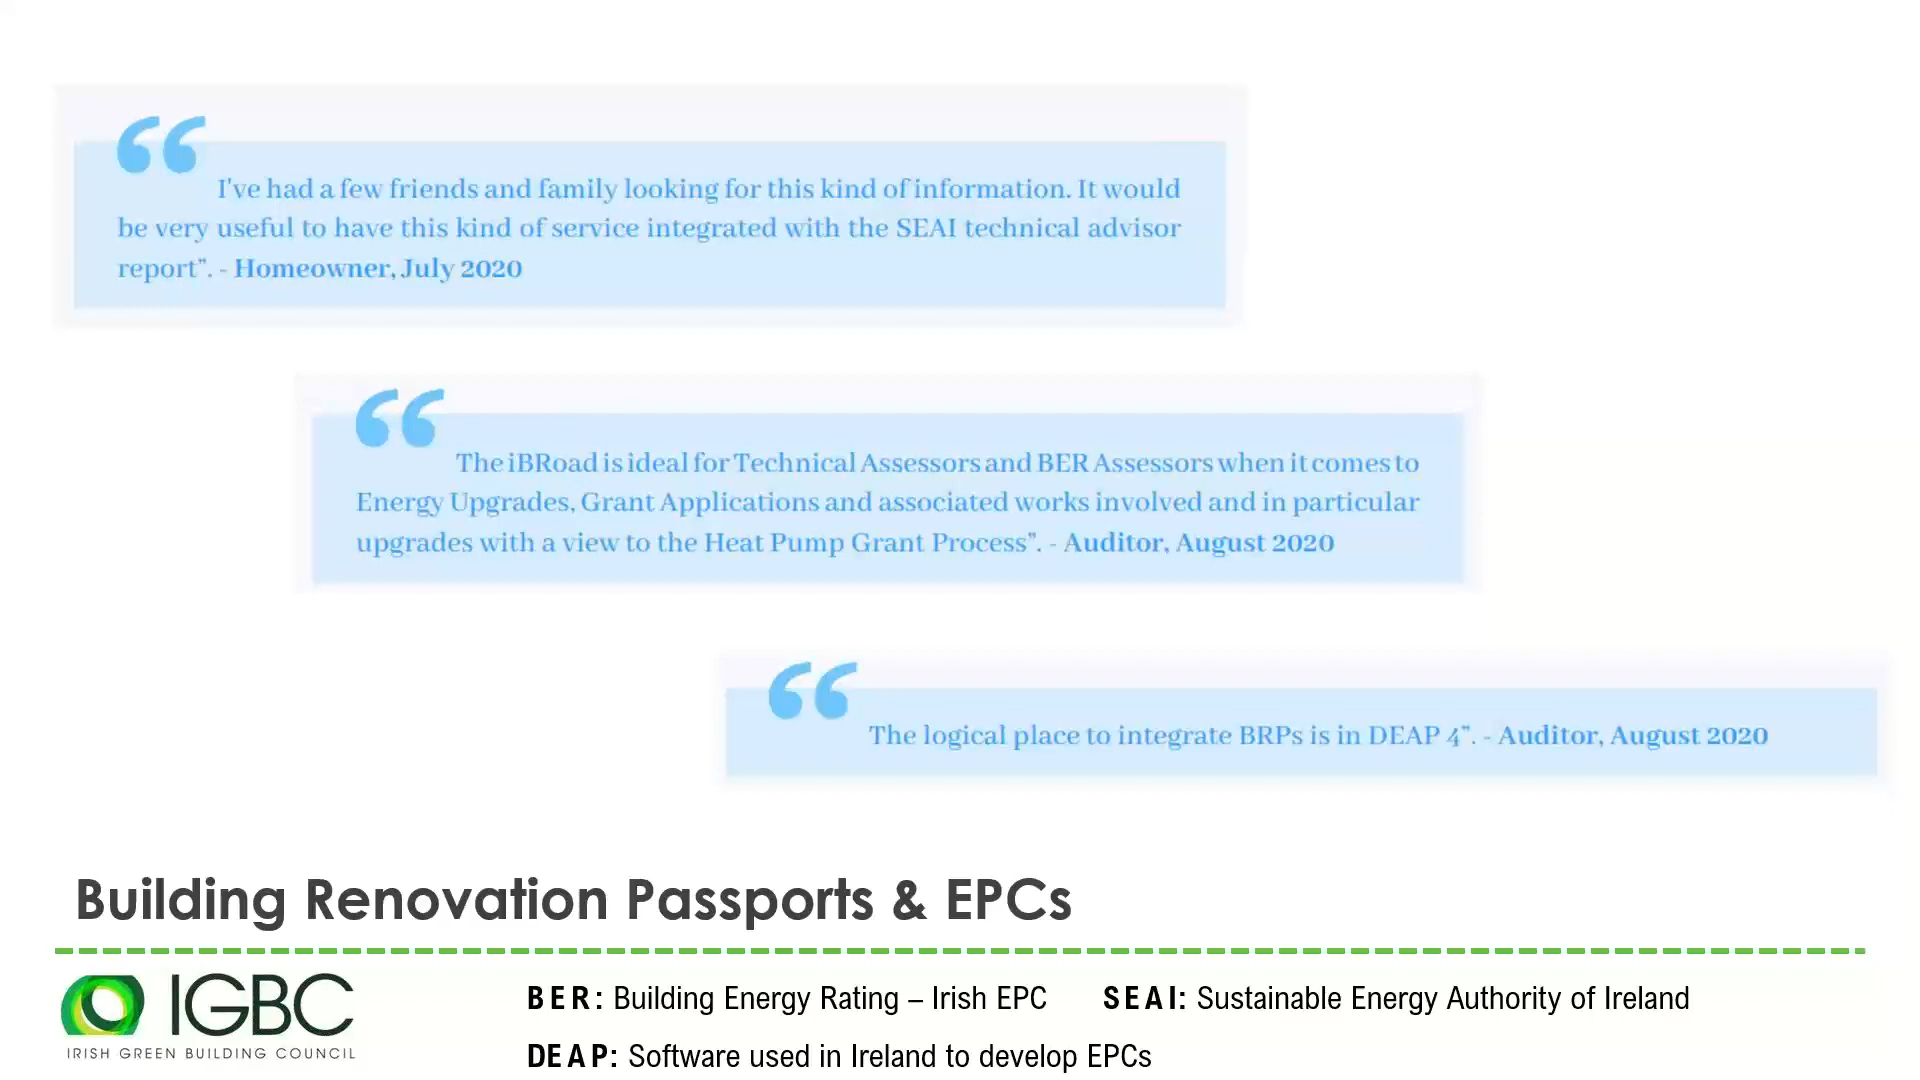 “ I've had a few friends and family looking for this kind of information. It would
be very useful to have this kind of service integrated with the SEAI technical advisor
report”. - Homeowner, July 2020
“ The iBRoad is ideal for Technical Assessors and BER Assessors when it comes to
Energy Upgrades, Grant Applications and associated works involved and in particular
upgrades with a view to the Heat Pump Grant Process”. - Auditor, August 2020
“ The logical place to integrate BRPs is in DEAP 4”. - Auditor, August 2020
Building Renovation Passports & EPCs
IGBC
IRISH GREEN BUILDING COUNCIL
BER: Building Energy Rating – Irish EPC SEAI: Sustainable Energy Authority of Ireland
DEAP: Software used in Ireland to develop EPCs